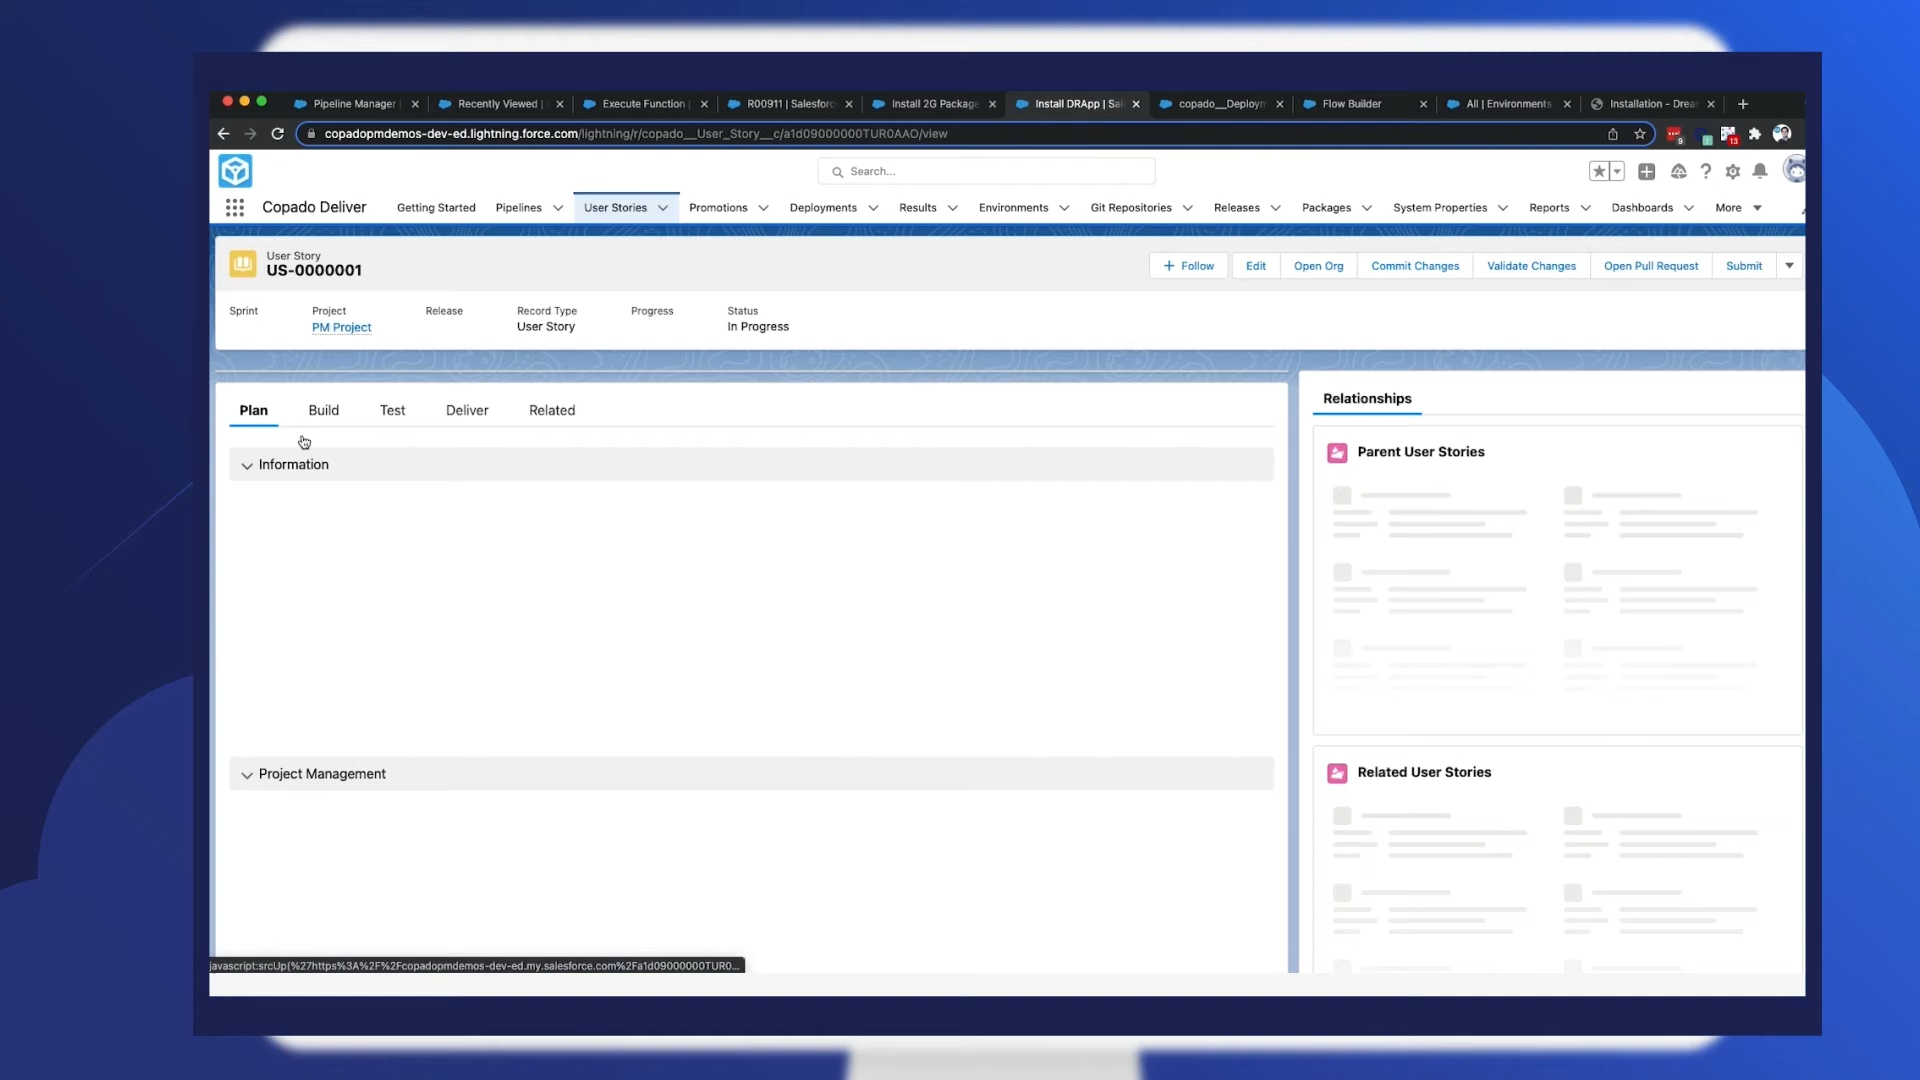 Pipeline Manager
Recently Viewed
Execute Function
R00911 | Salesforc
Install 2G Package
Install DRApp | Sal
copado__Deploym
Flow Builder
All | Environments
Installation - Drea
copadopmdemos-dev-ed.lightning.force.com/lightning/r/copado__User_Story__c/a1d09000000TUR0AAO/view
9
13
Search...
Copado Deliver
Getting Started
Pipelines
User Stories
Promotions
Deployments
Results
Environments
Git Repositories
Releases
Packages
System Properties
Reports
Dashboards
More
User Story
US-0000001
Follow
Edit
Open Org
Commit Changes
Validate Changes
Open Pull Request
Submit
Sprint
Project
Release
Record Type
Progress
Status
PM Project
User Story
In Progress
Plan
Build
Test
Deliver
Related
Relationships
Information
Parent User Stories
Project Management
Related User Stories
javascript:srcUp(%27https%3A%2F%2Fcopadopmdemos-dev-ed.my.salesforce.com%2Fa1d09000000TUR0...